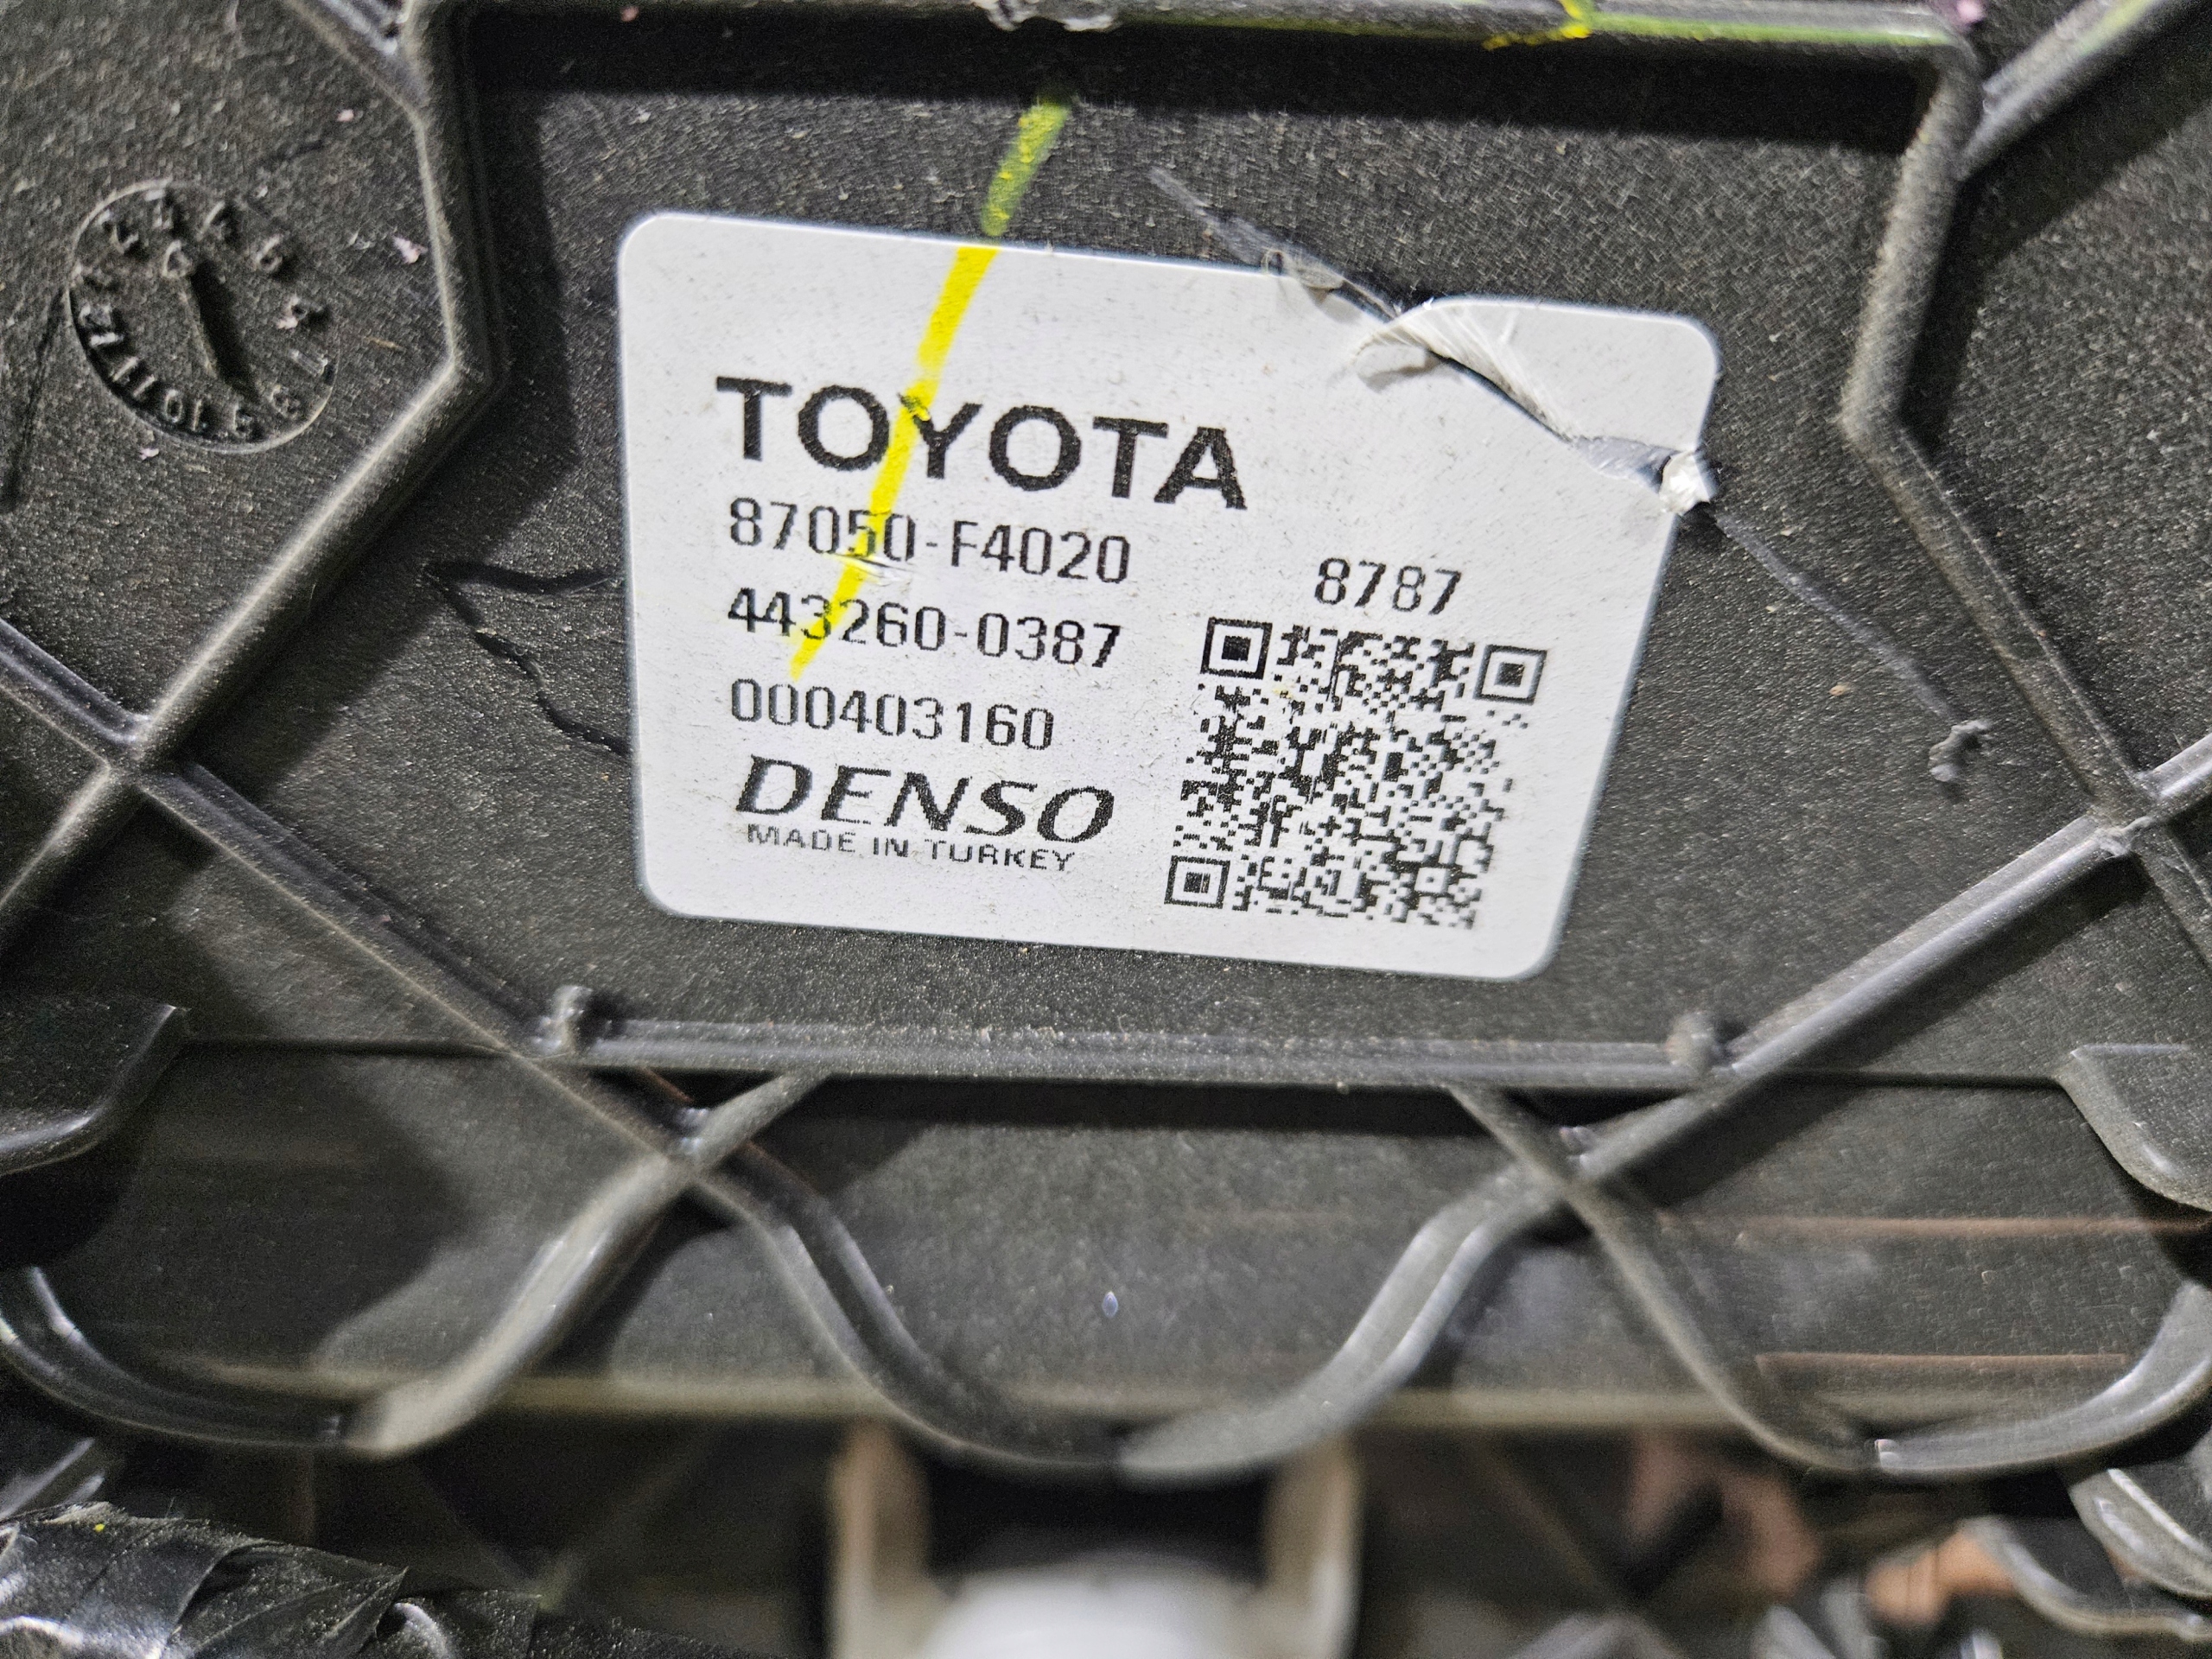 TOYOTA
87050-F4020
443260-0387
000403160
8787
DENSO
MADE IN TURKEY